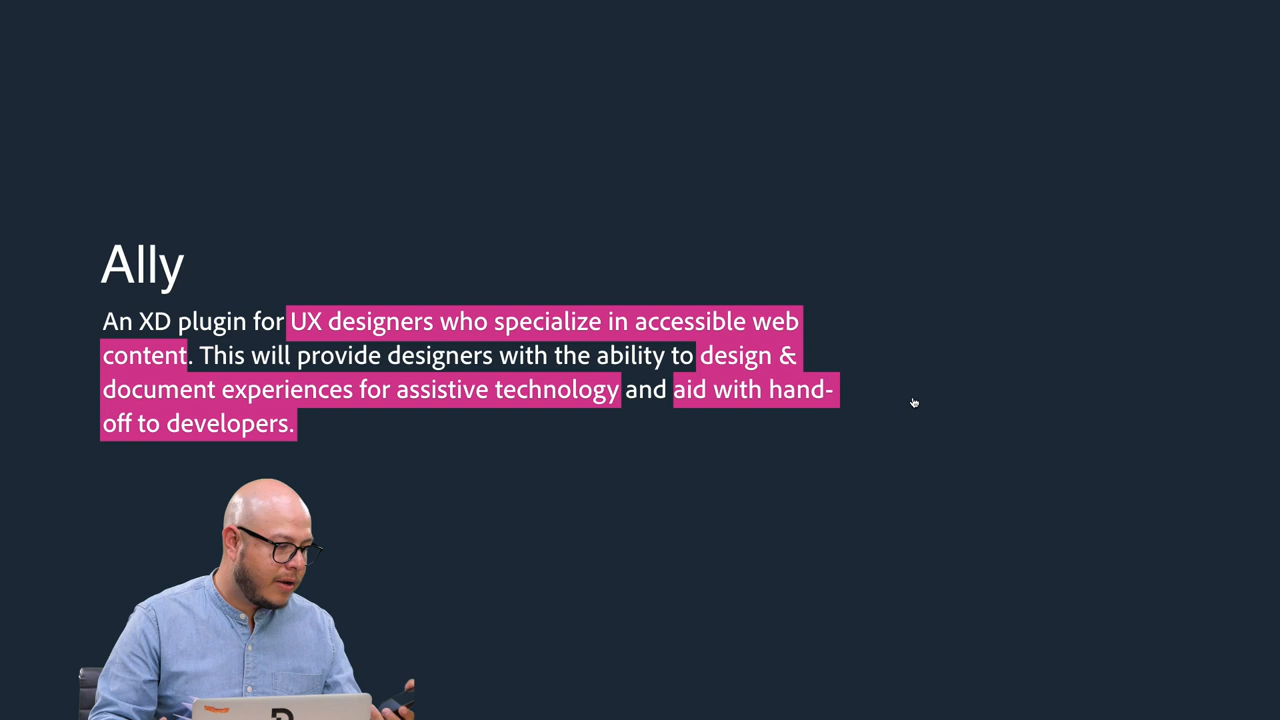 Ally
An XD plugin for UX designers who specialize in accessible web
content. This will provide designers with the ability to design &
document experiences for assistive technology and aid with hand-
off to developers.